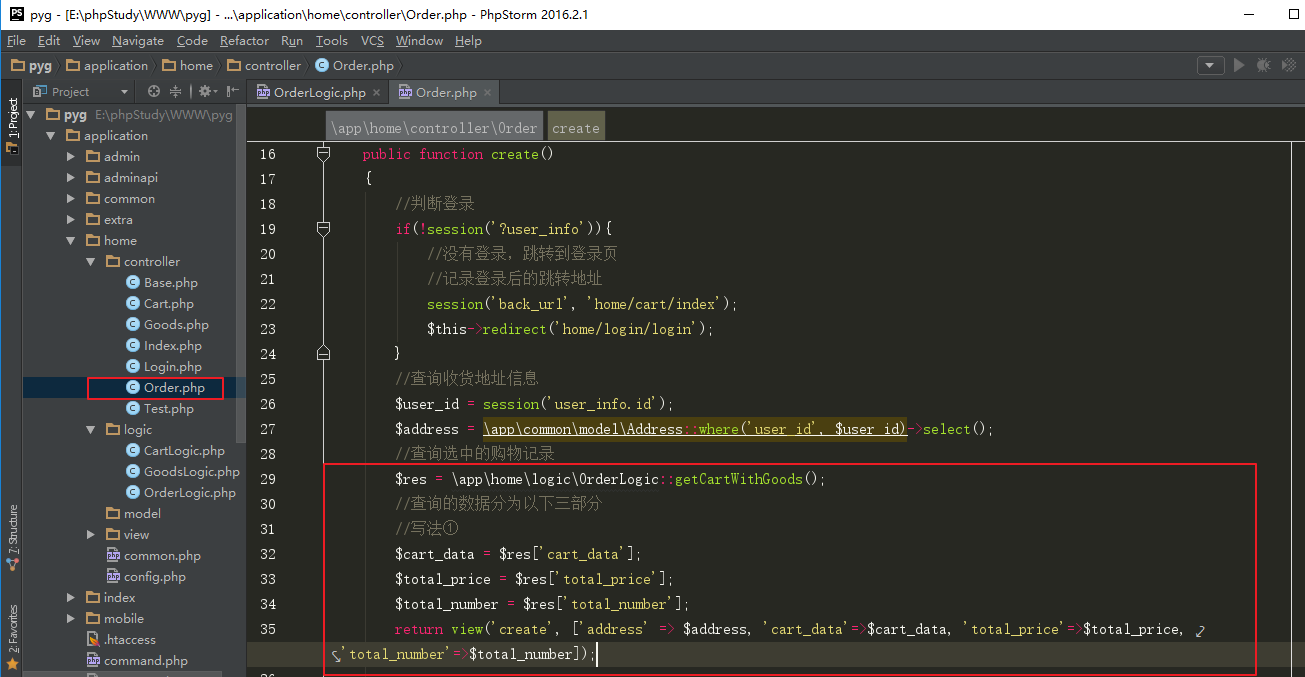 pyg - [E:\phpStudy\WWW\pyg] - ...\application\home\controller\Order.php - PhpStorm 2016.2.1
File Edit View Navigate Code Refactor Run Tools VCS Window Help
pyg application home controller Order.php
Project
OrderLogic.php
Order.php
1: Project
7: Structure
2: Favorites
pyg E:\phpStudy\WWW\pyg
application
admin
adminapi
common
extra
home
controller
Base.php
Cart.php
Goods.php
Index.php
Login.php
Order.php
Test.php
logic
CartLogic.php
GoodsLogic.php
OrderLogic.php
model
view
common.php
config.php
index
mobile
.htaccess
command.php
\app\home\controller\Order create
16 public function create()
17 {
18 //判断登录
19 if(!session('?user_info')){
20 //没有登录，跳转到登录页
21 //记录登录后的跳转地址
22 session('back_url', 'home/cart/index');
23 $this->redirect('home/login/login');
24 }
25 //查询收货地址信息
26 $user_id = session('user_info.id');
27 $address = \app\common\model\Address::where('user_id', $user_id)->select();
28 //查询选中的购物记录
29 $res = \app\home\logic\OrderLogic::getCartWithGoods();
30 //查询的数据分为以下三部分
31 //写法①
32 $cart_data = $res['cart_data'];
33 $total_price = $res['total_price'];
34 $total_number = $res['total_number'];
35 return view('create', ['address' => $address, 'cart_data'=>$cart_data, 'total_price'=>$total_price,
'total_number'=>$total_number]);